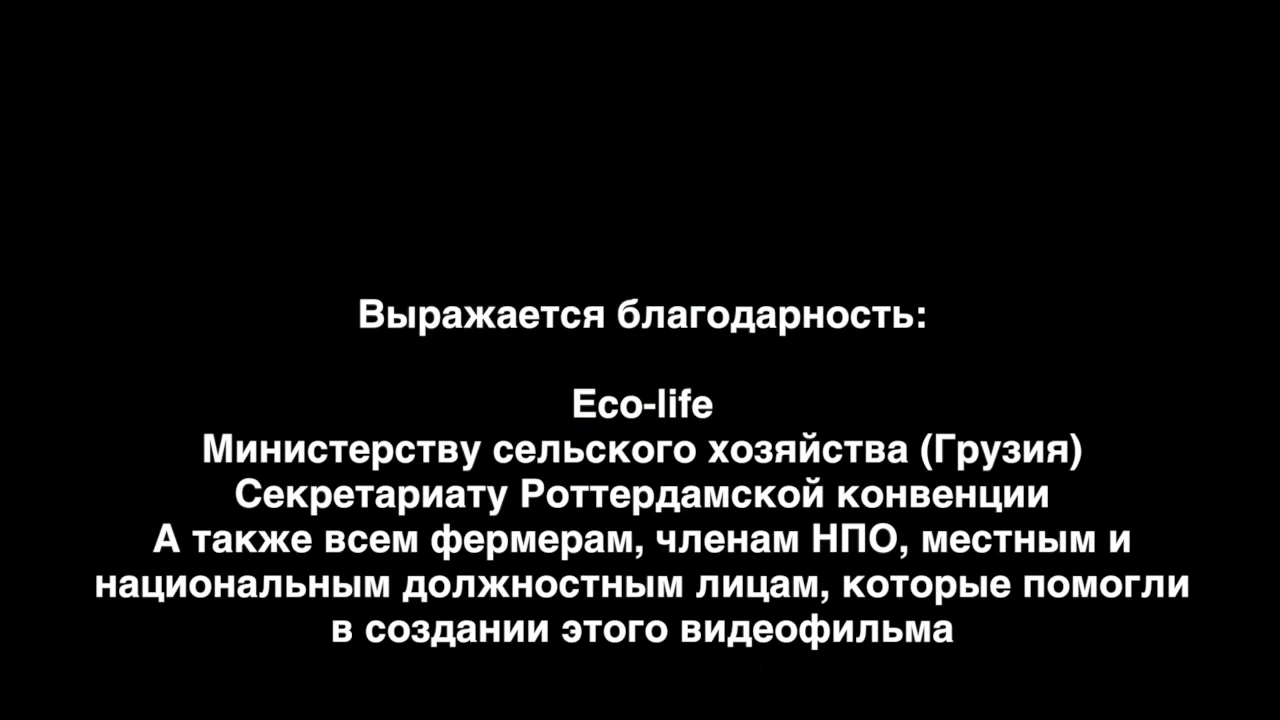 Выражается благодарность:
Eco-life
Министерству сельского хозяйства (Грузия)
Секретариату Роттердамской конвенции
А также всем фермерам, членам НПО, местным и
национальным должностным лицам, которые помогли
в создании этого видеофильма